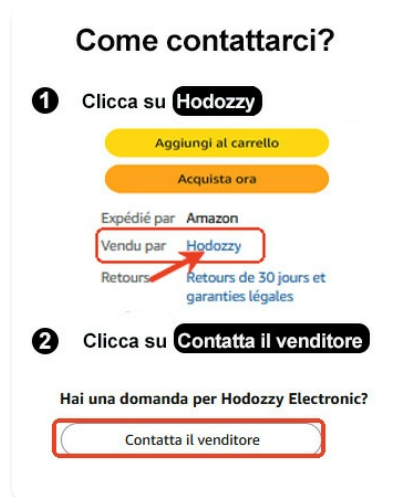 Come contattarci?
1 Clicca su Hodozzy
Aggiungi al carrello
Acquista ora
Expédié par Amazon
Vendu par Hodozzy
Retours Retours de 30 jours et
garanties légales
2 Clicca su Contatta il venditore
Hai una domanda per Hodozzy Electronic?
Contatta il venditore